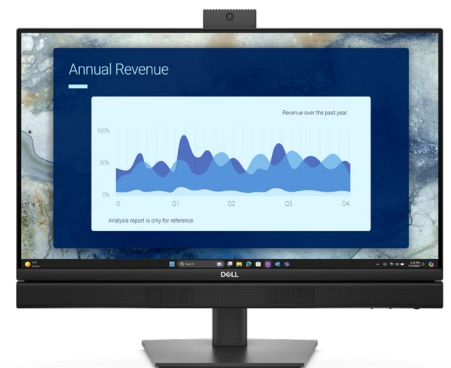 Annual Revenue
Revenue over the past year.
100%
50%
0%
0 Q1 Q2 Q3 Q4
Analysis report is only for reference.
Search
DELL